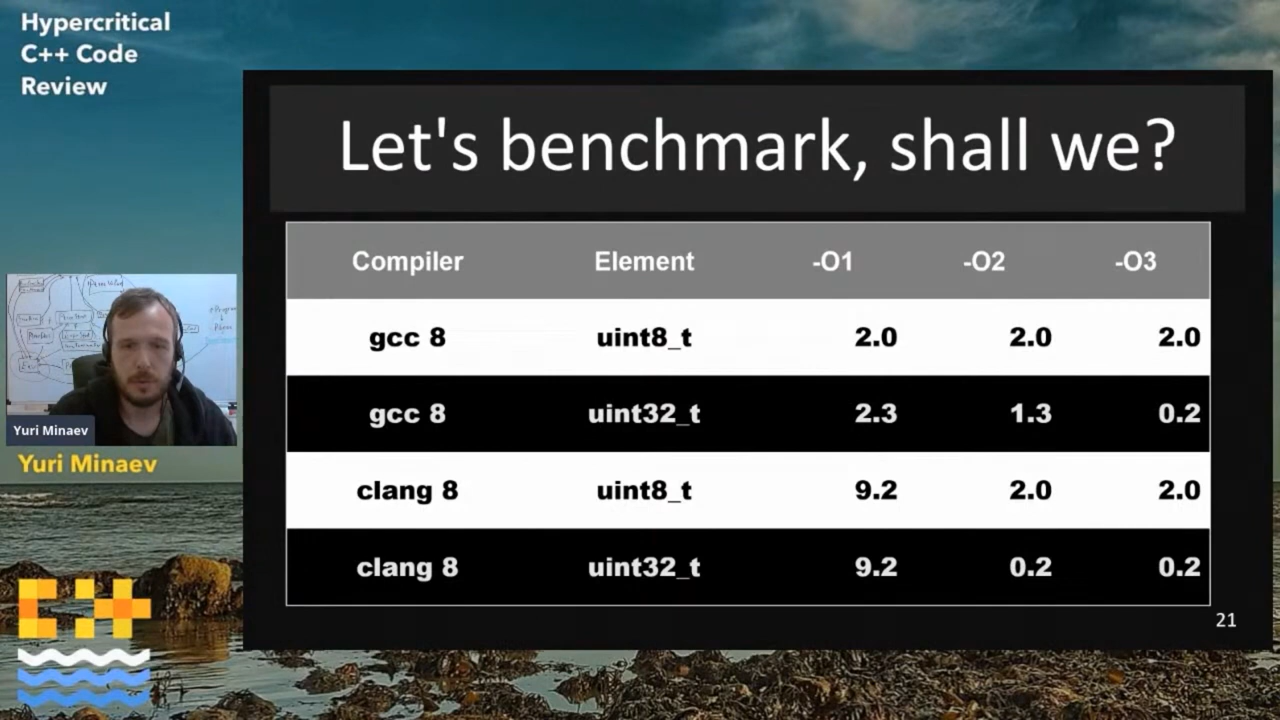 Hypercritical
C++ Code
Review
Let's benchmark, shall we?
Compiler Element -O1 -O2 -O3
gcc 8 uint8_t 2.0 2.0 2.0
gcc 8 uint32_t 2.3 1.3 0.2
clang 8 uint8_t 9.2 2.0 2.0
clang 8 uint32_t 9.2 0.2 0.2
21
Yuri Minaev
Yuri Minaev
C++